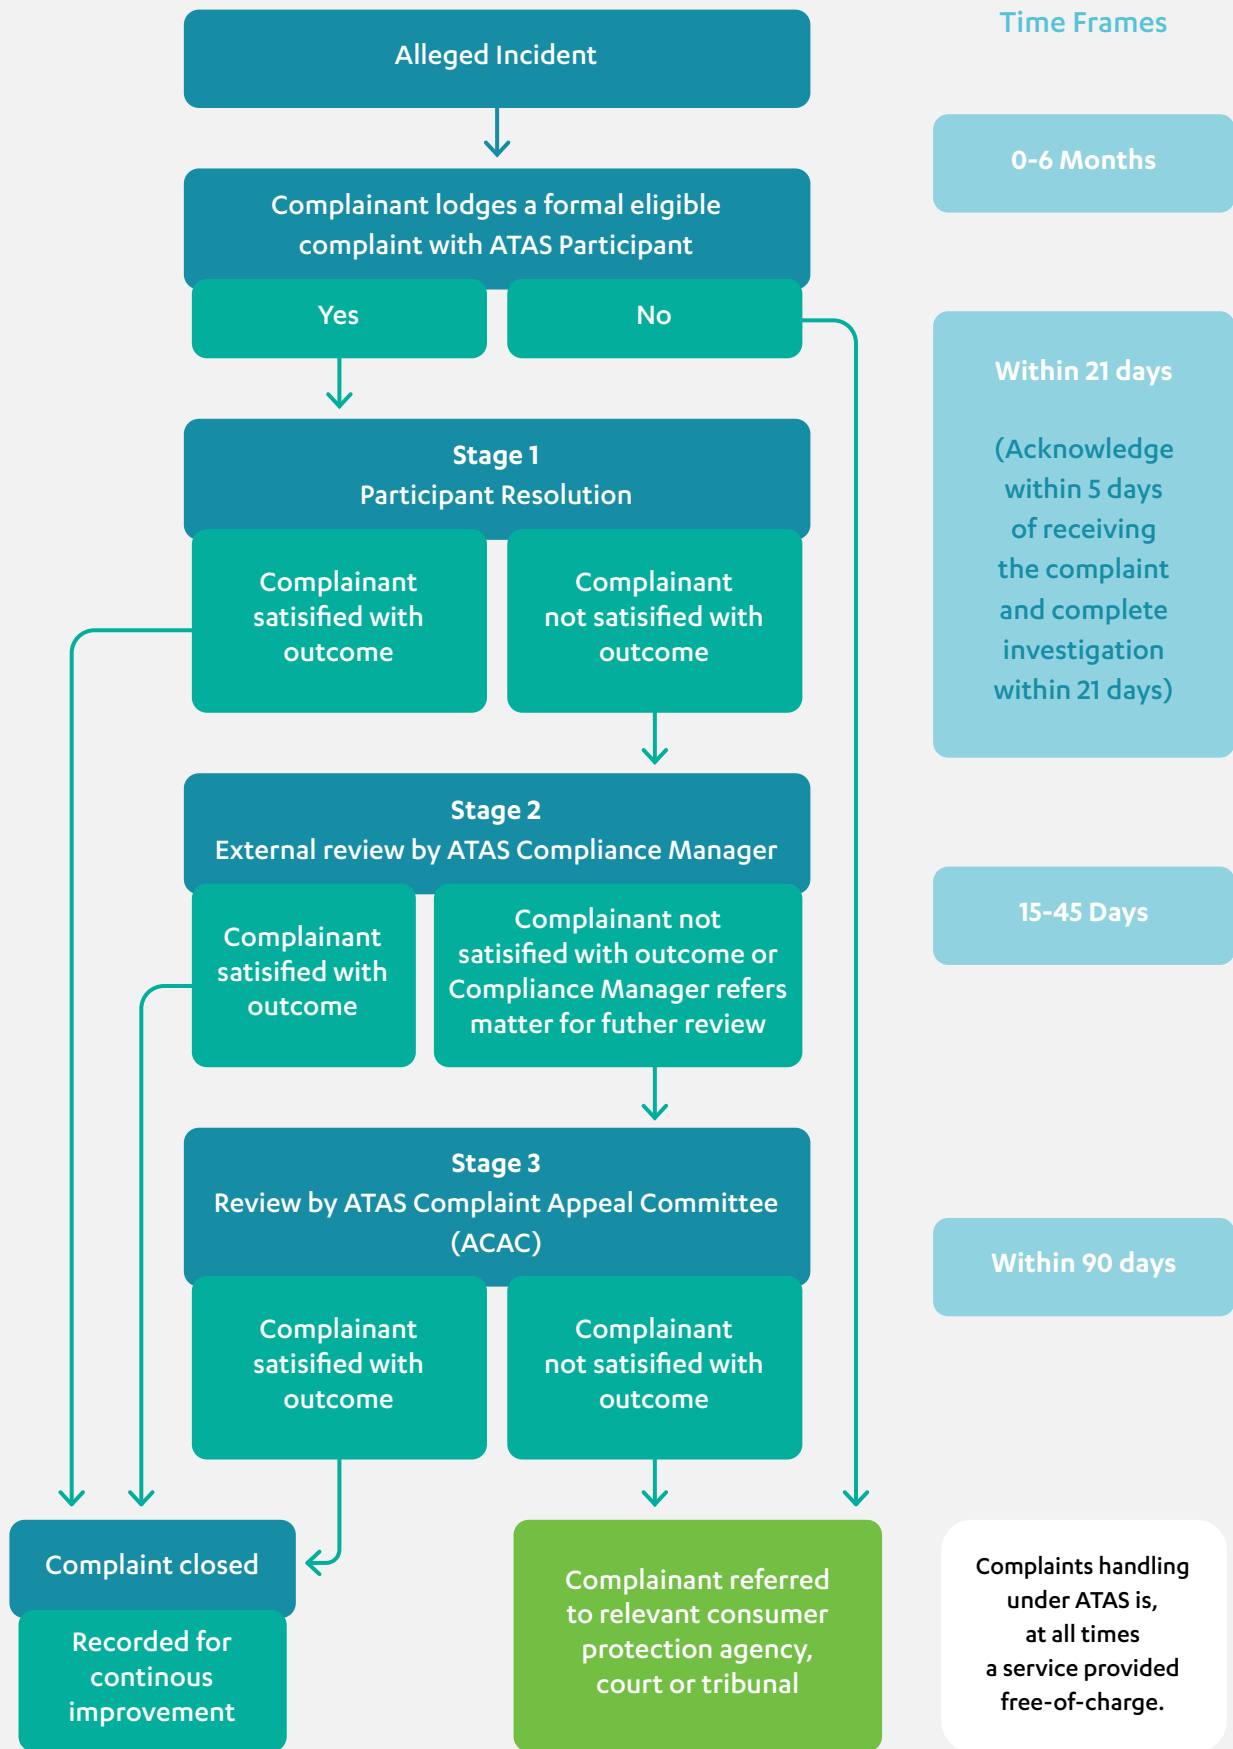 Time Frames
Alleged Incident
0-6 Months
Complainant lodges a formal eligible
complaint with ATAS Participant
Yes
No
Within 21 days
(Acknowledge
within 5 days
of receiving
the complaint
and complete
investigation
within 21 days)
Stage 1
Participant Resolution
Complainant
satisified with
outcome
Complainant
not satisified with
outcome
Stage 2
External review by ATAS Compliance Manager
15-45 Days
Complainant
satisified with
outcome
Complainant not
satisified with outcome or
Compliance Manager refers
matter for futher review
Stage 3
Review by ATAS Complaint Appeal Committee
(ACAC)
Within 90 days
Complainant
satisified with
outcome
Complainant
not satisified with
outcome
Complaint closed
Recorded for
continous
improvement
Complainant referred
to relevant consumer
protection agency,
court or tribunal
Complaints handling
under ATAS is,
at all times
a service provided
free-of-charge.